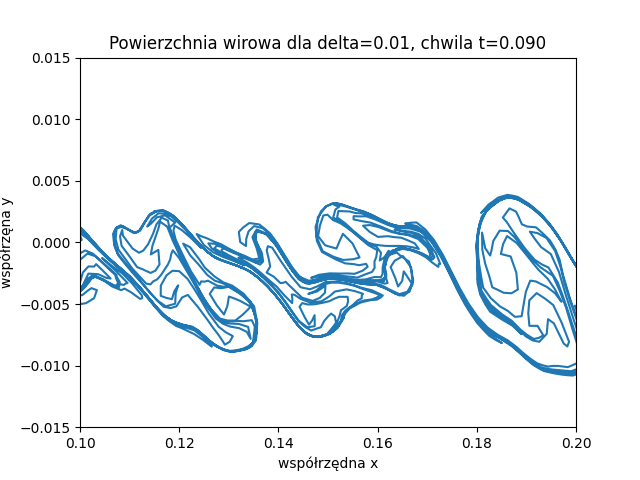 Powierzchnia wirowa dla delta=0.01, chwila t=0.090
0.015
0.010
0.005
0.000
−0.005
−0.010
−0.015
współrzęna y
0.10 0.12 0.14 0.16 0.18 0.20
współrzędna x